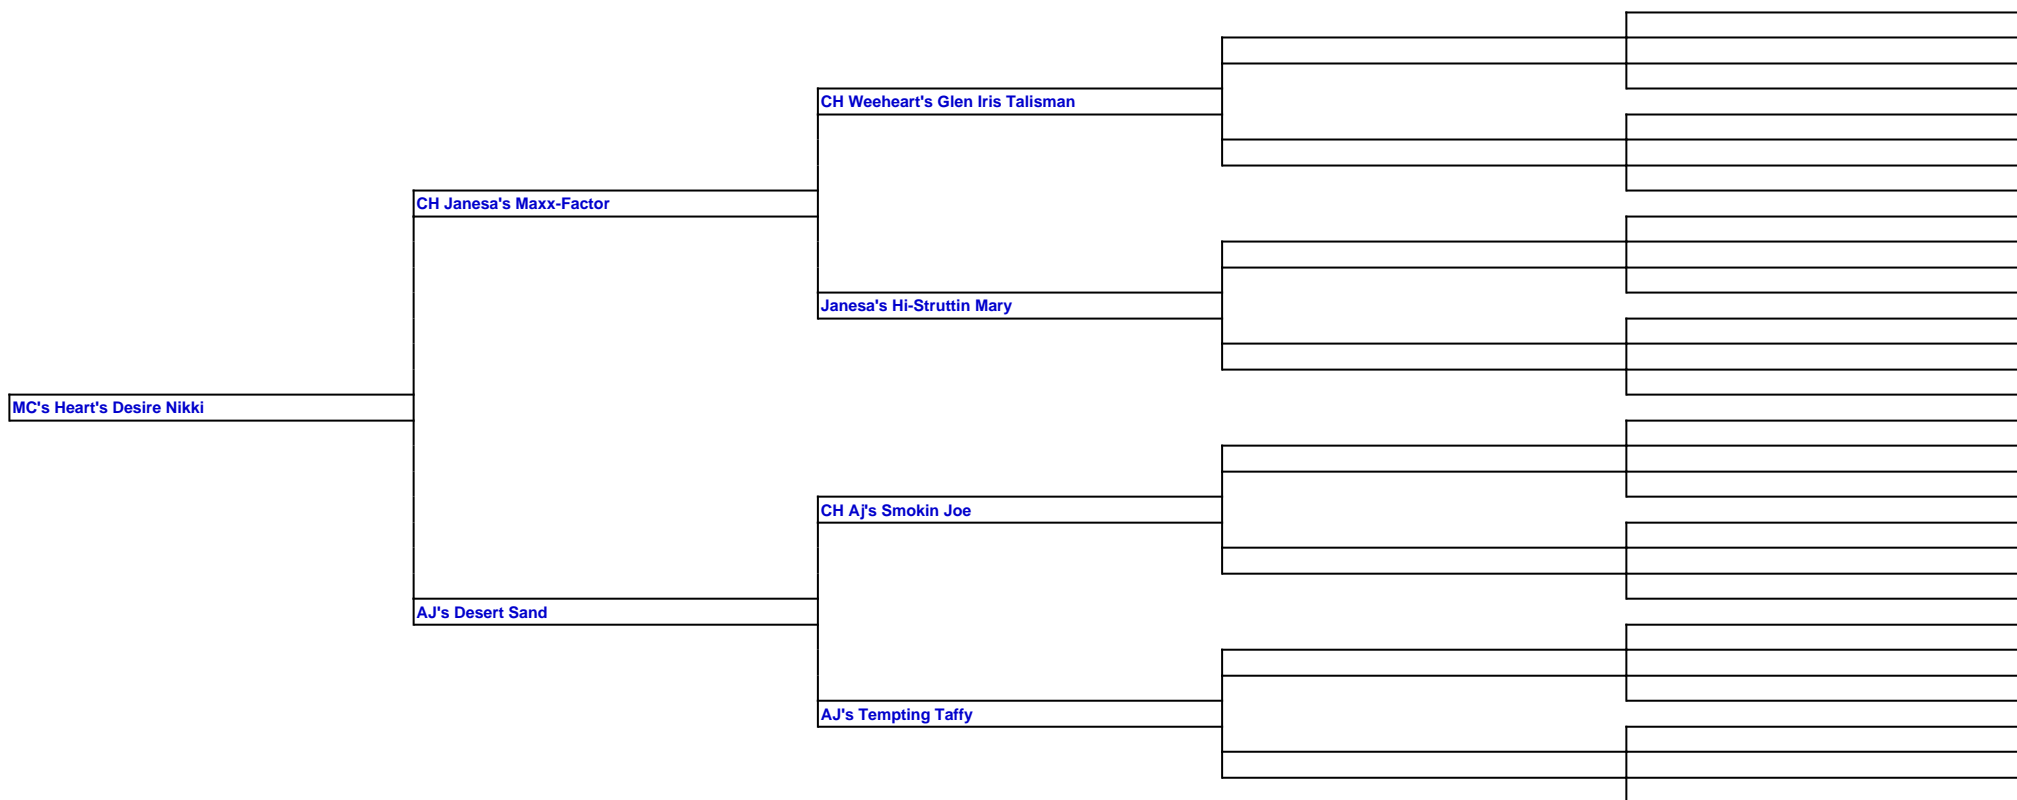 CH Weeheart's Glen Iris Talisman
CH Janesa's Maxx-Factor
Janesa's Hi-Struttin Mary
MC's Heart's Desire Nikki
CH Aj's Smokin Joe
AJ's Desert Sand
AJ's Tempting Taffy